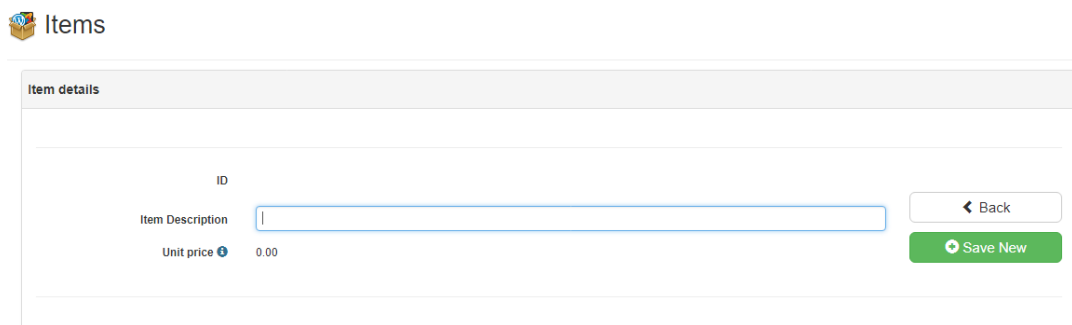 Items
Item details
ID
Item Description
Back
Unit price 0.00
Save New